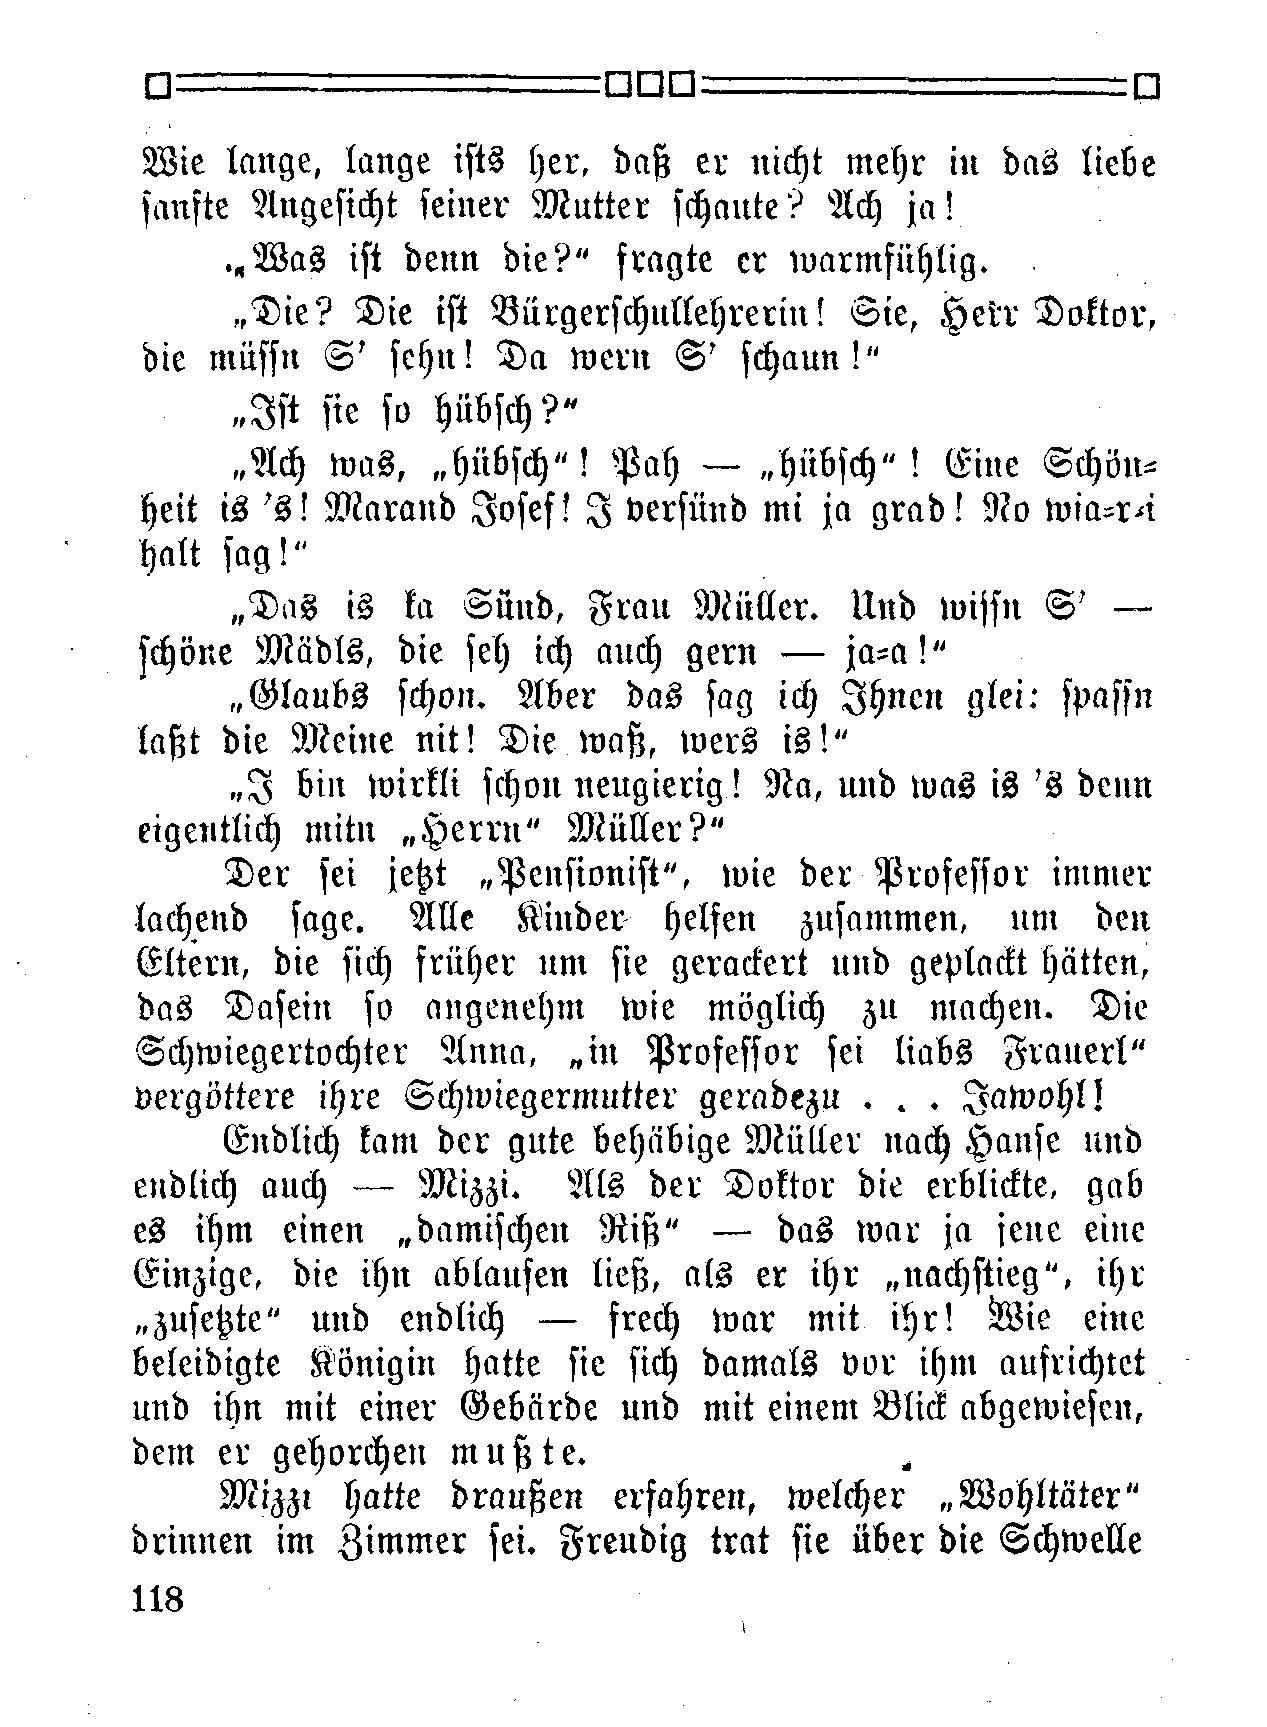 Wie lange, lange ists her, daß er nicht mehr in das liebe
sanfte Angesicht seiner Mutter schaute? Ach ja!
„Was ist denn die?“ fragte er warmfühlig.
„Die? Die ist Bürgerschullehrerin! Sie, Herr Doktor,
die müssn S’ sehn! Da wern S’ schaun!“
„Ist sie so hübsch?“
„Ach was, „hübsch“! Pah — „hübsch“! Eine Schön-
heit is ’s! Marand Josef! I versünd mi ja grad! No wia-r-i
halt sag!“
„Das is ka Sünd, Frau Müller. Und wissn S’ —
schöne Mädls, die seh ich auch gern — ja-a!“
„Glaubs schon. Aber das sag ich Ihnen glei: spassn
laßt die Meine nit! Die waß, wers is!“
„I bin wirkli schon neugierig! Na, und was is ’s denn
eigentlich mitn „Herrn“ Müller?“
Der sei jetzt „Pensionist“, wie der Professor immer
lachend sage. Alle Kinder helfen zusammen, um den
Eltern, die sich früher um sie gerackert und geplackt hätten,
das Dasein so angenehm wie möglich zu machen. Die
Schwiegertochter Anna, „in Professor sei liabs Frauerl“
vergöttere ihre Schwiegermutter geradezu . . . Jawohl!
Endlich kam der gute behäbige Müller nach Hause und
endlich auch — Mizzi. Als der Doktor die erblickte, gab
es ihm einen „damischen Riß“ — das war ja jene eine
Einzige, die ihn ablaufen ließ, als er ihr „nachstieg“, ihr
„zusetzte“ und endlich — frech war mit ihr! Wie eine
beleidigte Königin hatte sie sich damals vor ihm aufrichtet
und ihn mit einer Gebärde und mit einem Blick abgewiesen,
dem er gehorchen mußte.
Mizzi hatte draußen erfahren, welcher „Wohltäter“
drinnen im Zimmer sei. Freudig trat sie über die Schwelle
118